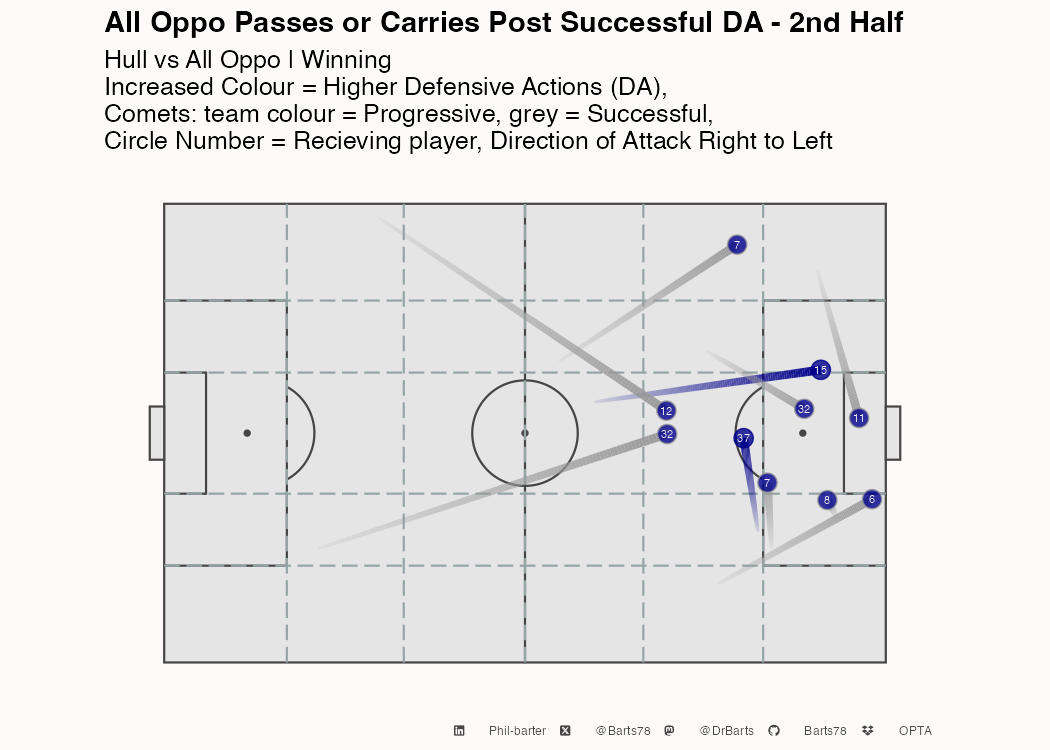 All Oppo Passes or Carries Post Successful DA - 2nd Half
Hull vs All Oppo | Winning
Increased Colour = Higher Defensive Actions (DA),
Comets: team colour = Progressive, grey = Successful,
Circle Number = Recieving player, Direction of Attack Right to Left
7
15
32
12
11
32
37
7
8
6
Phil-barter @Barts78 @DrBarts Barts78 OPTA